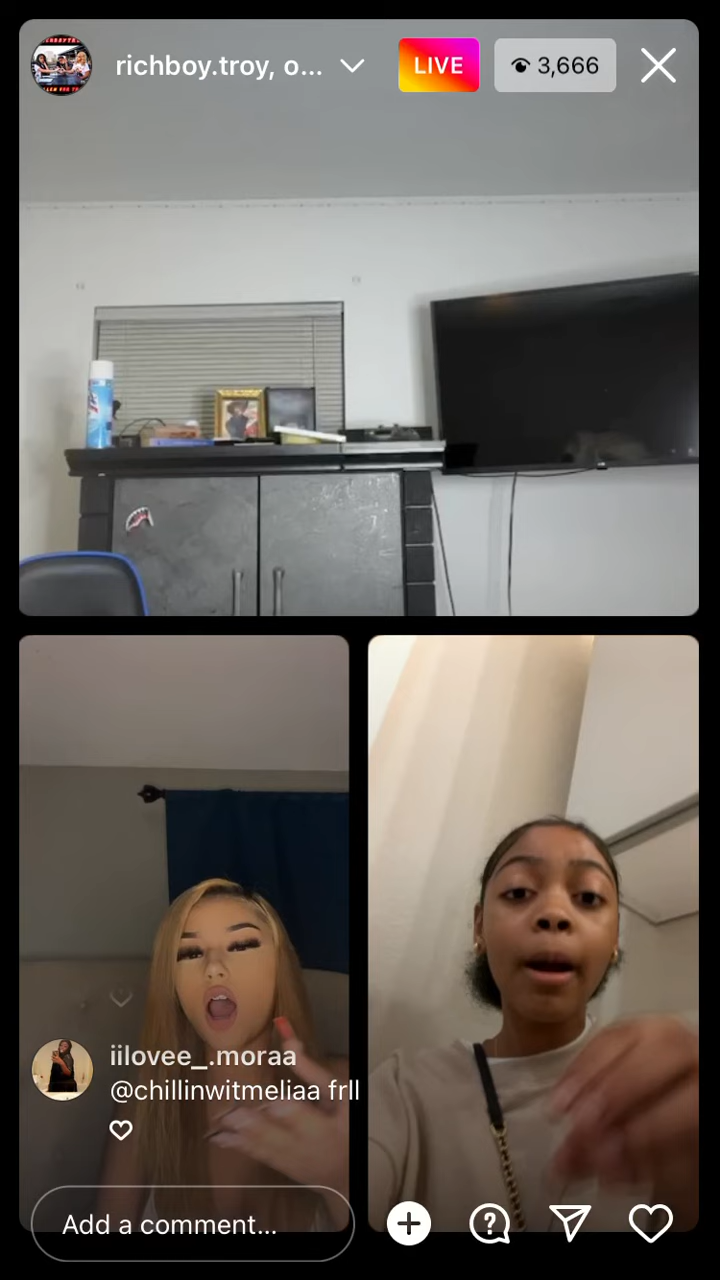 richboy.troy, o...
LIVE
3,666
iilovee_.moraa
@chillinwitmeliaa frll
Add a comment...